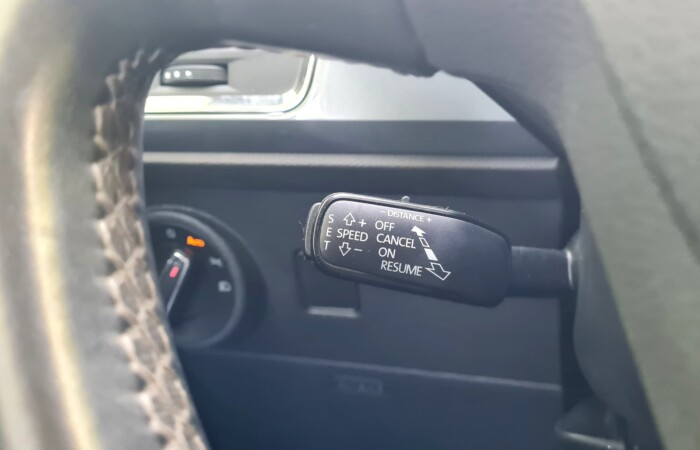 - DISTANCE +
S
E
T
+
SPEED
-
OFF
CANCEL
ON
RESUME